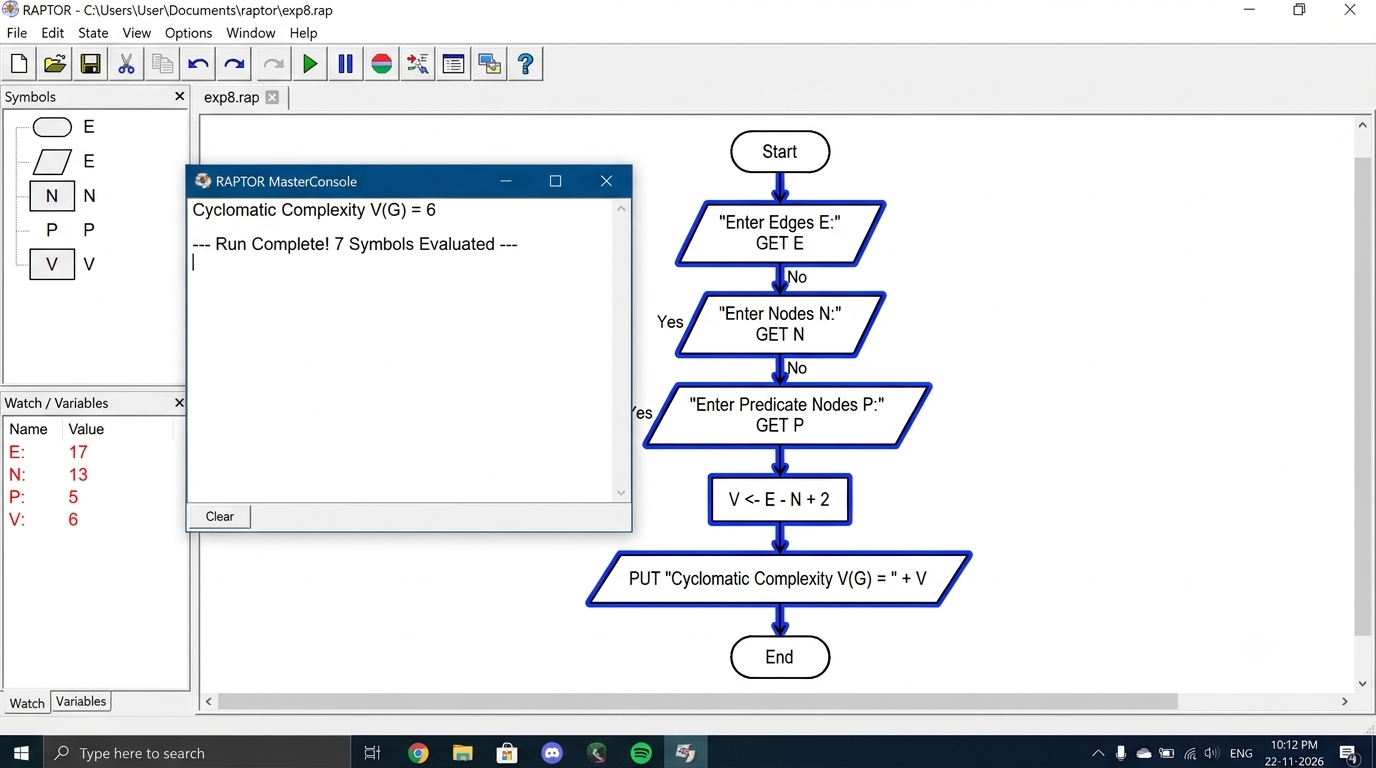 RAPTOR - C:\Users\User\Documents\raptor\exp8.rap
File Edit State View Options Window Help
Symbols
exp8.rap
E
E
N N
P P
V V
Watch / Variables
Name Value
E: 17
N: 13
P: 5
V: 6
Watch Variables
RAPTOR MasterConsole
Cyclomatic Complexity V(G) = 6
--- Run Complete! 7 Symbols Evaluated ---
Clear
Start
"Enter Edges E:"
GET E
No
Yes
"Enter Nodes N:"
GET N
No
Yes
"Enter Predicate Nodes P:"
GET P
V <- E - N + 2
PUT "Cyclomatic Complexity V(G) = " + V
End
Type here to search
ENG
10:12 PM
22-11-2026
4